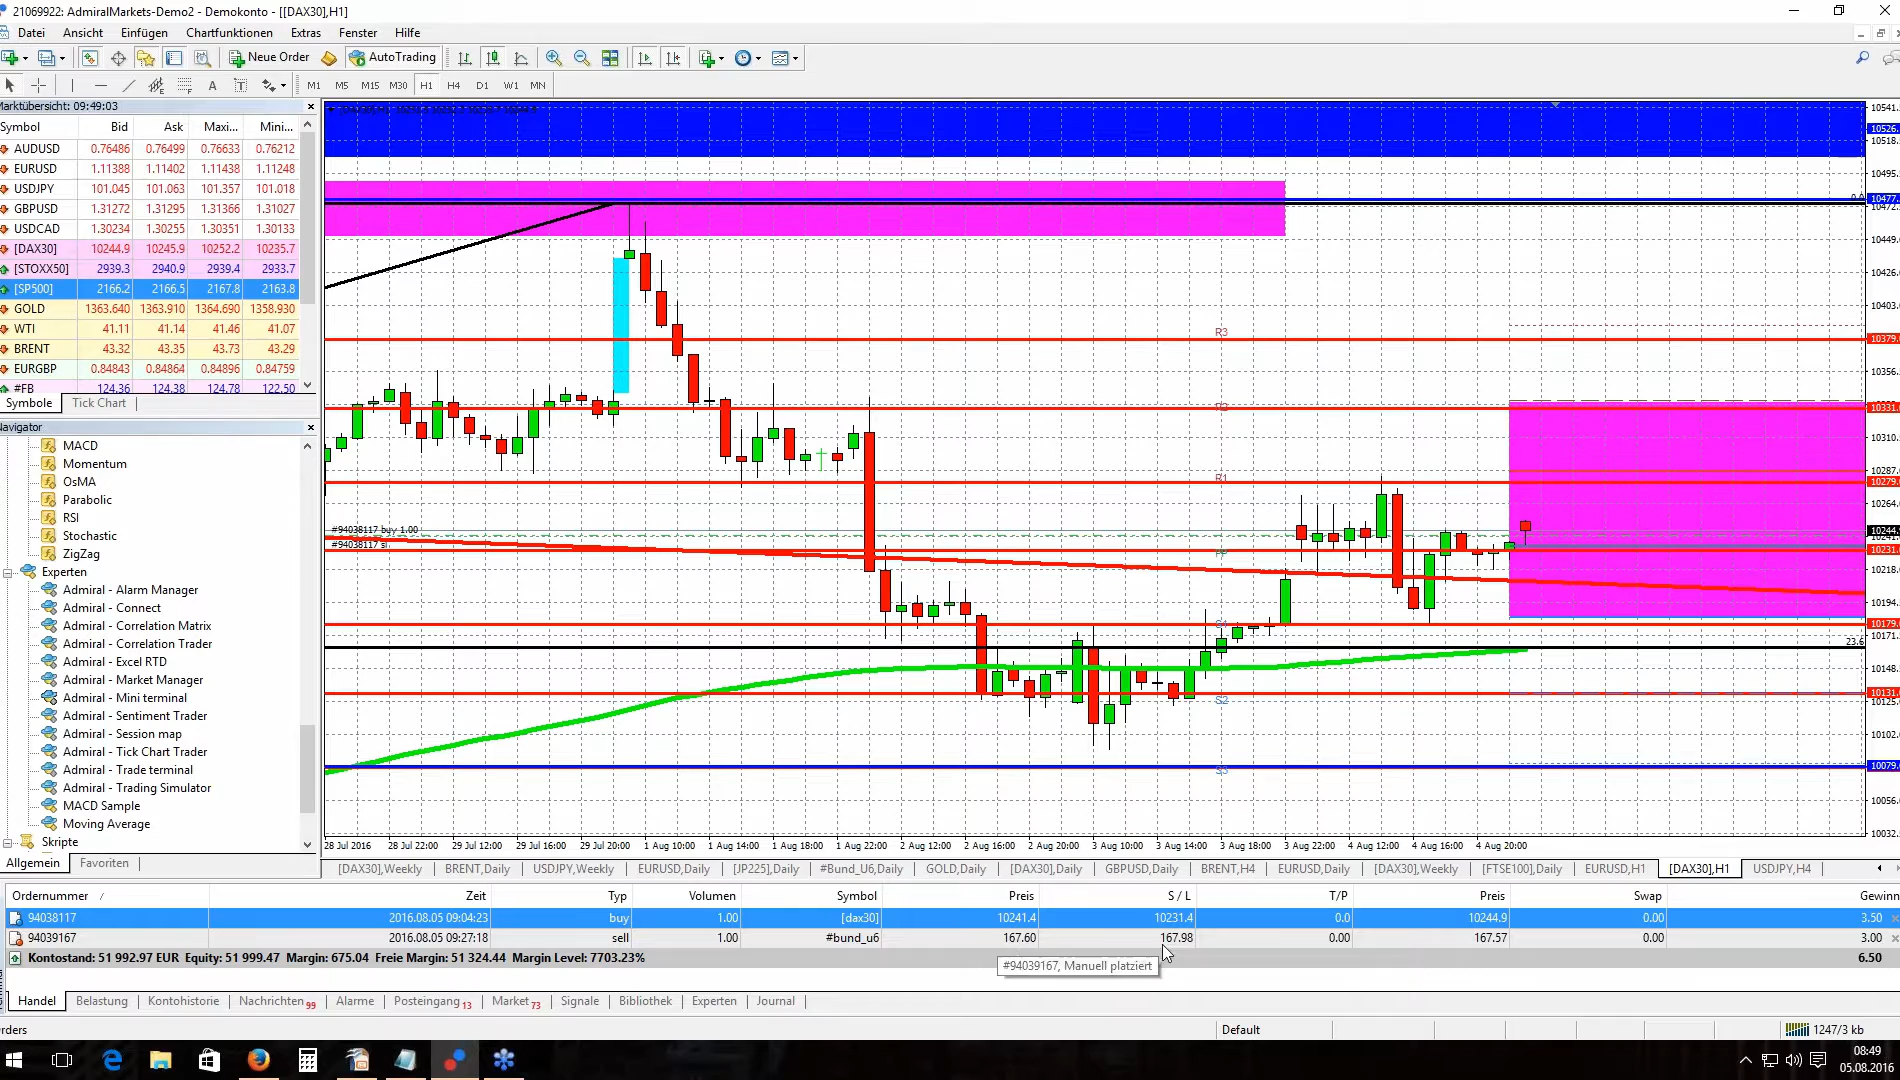 21069922: AdmiralMarkets-Demo2 - Demokonto - [[DAX30],H1]
Datei Ansicht Einfügen Chartfunktionen Extras Fenster Hilfe
Neue Order AutoTrading
A T M1 M5 M15 M30 H1 H4 D1 W1 MN
Marktübersicht: 09:49:03
Symbol Bid Ask Maxi... Mini...
AUDUSD 0.76486 0.76499 0.76633 0.76212
EURUSD 1.11388 1.11402 1.11438 1.11248
USDJPY 101.045 101.063 101.357 101.018
GBPUSD 1.31272 1.31295 1.31366 1.31027
USDCAD 1.30234 1.30255 1.30351 1.30133
[DAX30] 10244.9 10245.9 10252.2 10235.7
[STOXX50] 2939.3 2940.9 2939.4 2933.7
[SP500] 2166.2 2166.5 2167.8 2163.8
GOLD 1363.640 1363.910 1364.690 1358.930
WTI 41.11 41.14 41.46 41.07
BRENT 43.32 43.35 43.73 43.29
EURGBP 0.84843 0.84864 0.84896 0.84759
#FB 124.36 124.38 124.78 122.50
Symbole Tick Chart
Navigator
MACD
Momentum
OsMA
Parabolic
RSI
Stochastic
ZigZag
Experten
Admiral - Alarm Manager
Admiral - Connect
Admiral - Correlation Matrix
Admiral - Correlation Trader
Admiral - Excel RTD
Admiral - Market Manager
Admiral - Mini terminal
Admiral - Sentiment Trader
Admiral - Session map
Admiral - Tick Chart Trader
Admiral - Trade terminal
Admiral - Trading Simulator
MACD Sample
Moving Average
Skripte
Allgemein Favoriten
R3
R2
R1
#94038117 buy 1.00
#94038117 sl
PP
S1
S2
S3
23.6
10541.
10526.
10518.
10495.
10477.
10472.
10449.
10426.
10403.
10379.
10356.
10331.
10310.
10287.
10279.
10264.
10244.
10241.
10231.
10218.
10194.
10179.
10171.
10148.
10131.
10125.
10102.
10079.
10056.
10032.
28 Jul 2016 28 Jul 22:00 29 Jul 12:00 29 Jul 16:00 29 Jul 20:00 1 Aug 10:00 1 Aug 14:00 1 Aug 18:00 1 Aug 22:00 2 Aug 12:00 2 Aug 16:00 2 Aug 20:00 3 Aug 10:00 3 Aug 14:00 3 Aug 18:00 3 Aug 22:00 4 Aug 12:00 4 Aug 16:00 4 Aug 20:00
[DAX30],Weekly BRENT,Daily USDJPY,Weekly EURUSD,Daily [JP225],Daily #Bund_U6,Daily GOLD,Daily [DAX30],Daily GBPUSD,Daily BRENT,H4 EURUSD,Daily [DAX30],Weekly [FTSE100],Daily EURUSD,H1 [DAX30],H1 USDJPY,H4
Ordernummer / Zeit Typ Volumen Symbol Preis S / L T/P Preis Swap Gewinn
94038117 2016.08.05 09:04:23 buy 1.00 [dax30] 10241.4 10231.4 0.0 10244.9 0.00 3.50
94039167 2016.08.05 09:27:18 sell 1.00 #bund_u6 167.60 167.98 0.00 167.57 0.00 3.00
Kontostand: 51 992.97 EUR Equity: 51 999.47 Margin: 675.04 Freie Margin: 51 324.44 Margin Level: 7703.23% 6.50
#94039167, Manuell platziert
Handel Belastung Kontohistorie Nachrichten 99 Alarme Posteingang 13 Market 73 Signale Bibliothek Experten Journal
rders Default 1247/3 kb
08:49
05.08.2016